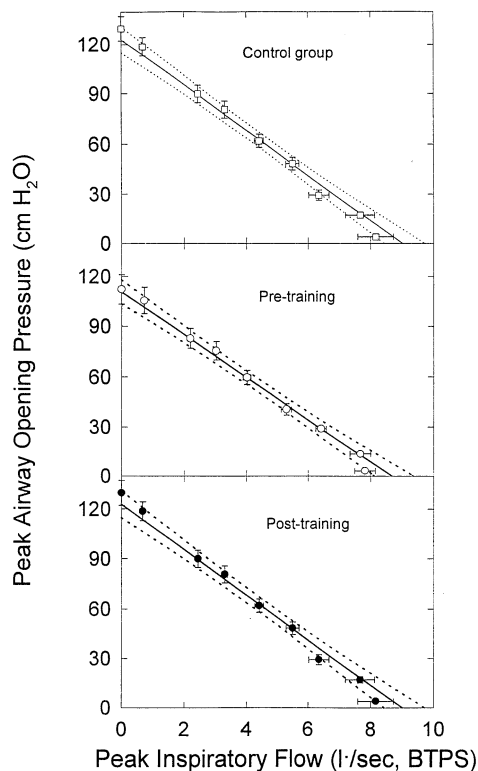 Peak Airway Opening Pressure (cm H₂O)
120
90
60
30
0
Control group
120
90
60
30
0
Pre-training
120
90
60
30
0
Post-training
0 2 4 6 8 10
Peak Inspiratory Flow (l·/sec, BTPS)